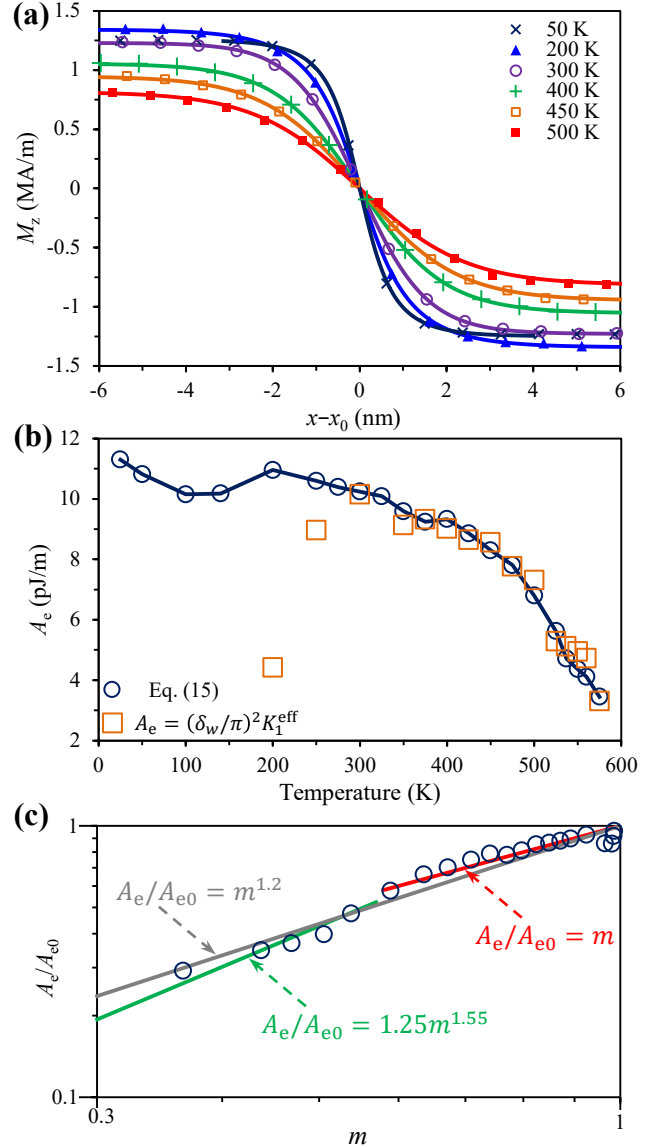 (a)
1.5
1
0.5
0
-0.5
-1
-1.5
M_z (MA/m)
50 K
200 K
300 K
400 K
450 K
500 K
-6 -4 -2 0 2 4 6
x−x_0 (nm)
(b)
12
10
8
6
4
2
A_e (pJ/m)
Eq. (15)
A_e = (δ_w/π)^2 K_1^eff
0 100 200 300 400 500 600
Temperature (K)
(c)
1
0.1
A_e/A_e0
A_e/A_e0 = m^1.2
A_e/A_e0 = m
A_e/A_e0 = 1.25m^1.55
0.3 1
m